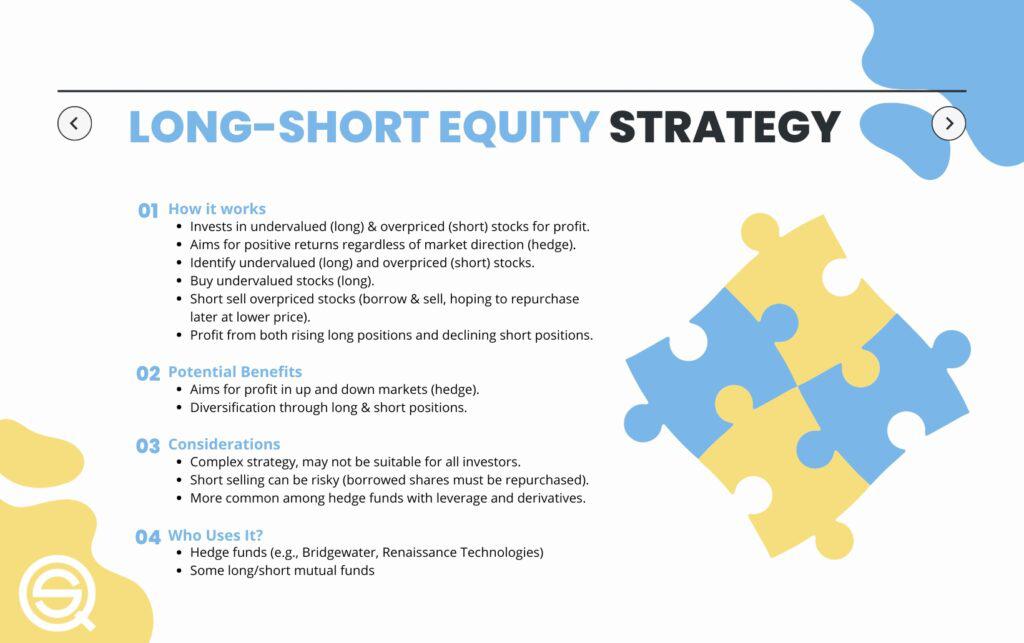 LONG-SHORT EQUITY STRATEGY
01 How it works
• Invests in undervalued (long) & overpriced (short) stocks for profit.
• Aims for positive returns regardless of market direction (hedge).
• Identify undervalued (long) and overpriced (short) stocks.
• Buy undervalued stocks (long).
• Short sell overpriced stocks (borrow & sell, hoping to repurchase
later at lower price).
• Profit from both rising long positions and declining short positions.
02 Potential Benefits
• Aims for profit in up and down markets (hedge).
• Diversification through long & short positions.
03 Considerations
• Complex strategy, may not be suitable for all investors.
• Short selling can be risky (borrowed shares must be repurchased).
• More common among hedge funds with leverage and derivatives.
04 Who Uses It?
• Hedge funds (e.g., Bridgewater, Renaissance Technologies)
• Some long/short mutual funds